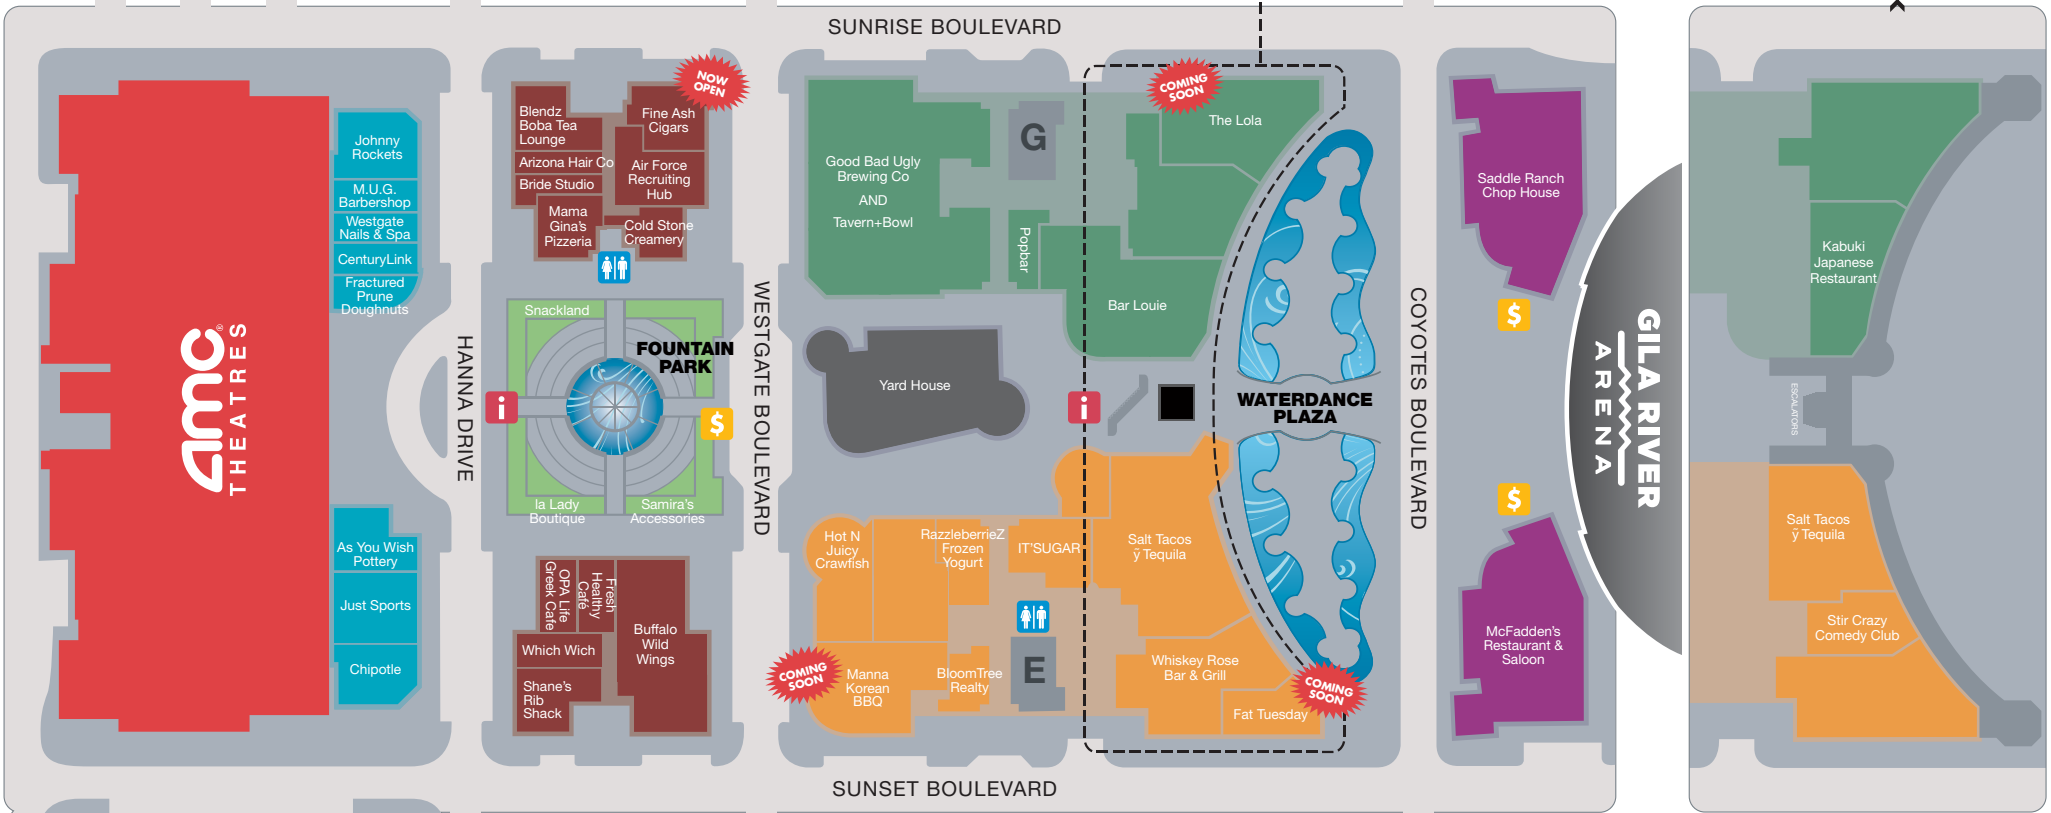 SUNRISE BOULEVARD
AMC®
THEATRES
Johnny
Rockets
M.U.G.
Barbershop
Westgate
Nails & Spa
CenturyLink
Fractured
Prune
Doughnuts
As You Wish
Pottery
Just Sports
Chipotle
HANNA DRIVE
NOW
OPEN
Blendz
Boba Tea
Lounge
Arizona Hair Co
Bride Studio
Mama
Gina's
Pizzeria
Fine Ash
Cigars
Air Force
Recruiting
Hub
Cold Stone
Creamery
Snackland
FOUNTAIN
PARK
i
$
la Lady
Boutique
Samira's
Accessories
OPA Life
Greek Cafe
Fresh
Healthy
Café
Buffalo
Wild
Wings
Which Wich
Shane's
Rib
Shack
WESTGATE BOULEVARD
Good Bad Ugly
Brewing Co
AND
Tavern+Bowl
G
Popbar
COMING
SOON
The Lola
Bar Louie
Yard House
i
WATERDANCE
PLAZA
Hot N
Juicy
Crawfish
RazzleberrieZ
Frozen
Yogurt
IT'SUGAR
Salt Tacos
ÿ Tequila
COMING
SOON
Manna
Korean
BBQ
BloomTree
Realty
E
Whiskey Rose
Bar & Grill
Fat Tuesday
COMING
SOON
COYOTES BOULEVARD
Saddle Ranch
Chop House
$
$
McFadden's
Restaurant &
Saloon
GILA RIVER
ARENA
Kabuki
Japanese
Restaurant
ESCALATORS
Salt Tacos
ÿ Tequila
Stir Crazy
Comedy Club
SUNSET BOULEVARD